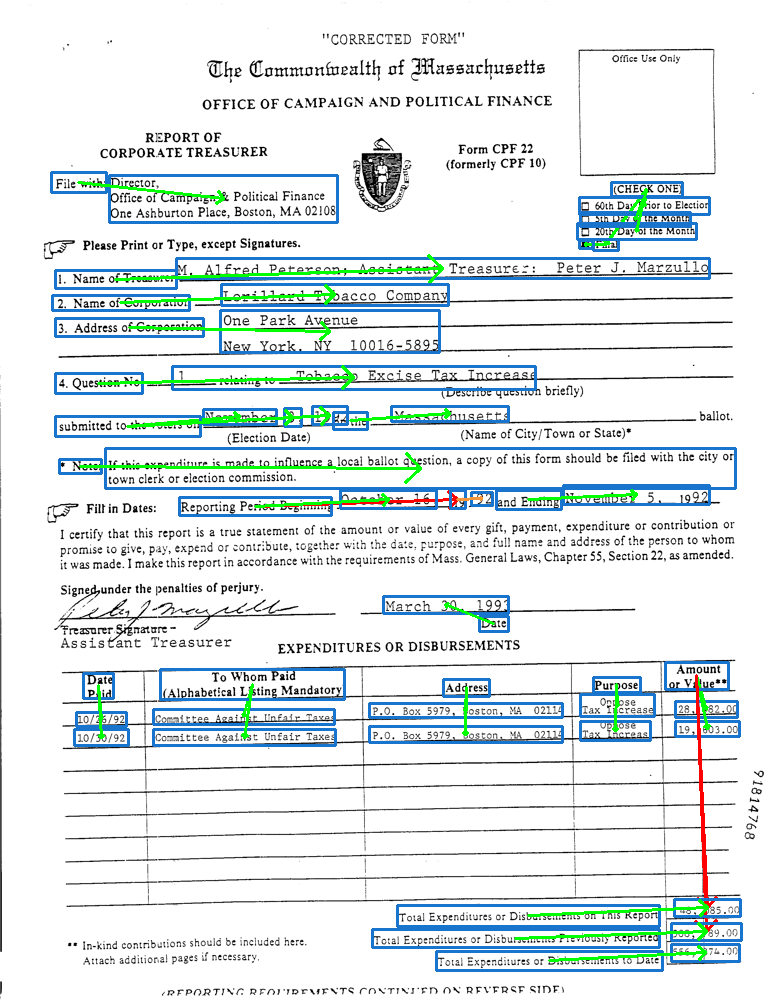 "CORRECTED FORM"
The Commonwealth of Massachusetts
Office Use Only
OFFICE OF CAMPAIGN AND POLITICAL FINANCE
REPORT OF
CORPORATE TREASURER
Form CPF 22
(formerly CPF 10)
File with: Director,
Office of Campaign & Political Finance
One Ashburton Place, Boston, MA 02108
(CHECK ONE)
60th Day Prior to Election
5th Day of the Month
20th Day of the Month
Final
Please Print or Type, except Signatures.
1. Name of Treasurer M. Alfred Peterson; Assistant Treasurer: Peter J. Marzullo
2. Name of Corporation Lorillard Tobacco Company
3. Address of Corporation One Park Avenue
New York, NY 10016-5895
4. Question No. 1 relating to Tobacco Excise Tax Increase
(Describe question briefly)
submitted to the voters on November the Massachusetts ballot.
(Election Date) (Name of City/Town or State)*
* Note: If this expenditure is made to influence a local ballot question, a copy of this form should be filed with the city or
town clerk or election commission.
Fill in Dates: Reporting Period Beginning October 16, 92 and Ending November 5, 1992
I certify that this report is a true statement of the amount or value of every gift, payment, expenditure or contribution or
promise to give, pay, expend or contribute, together with the date, purpose, and full name and address of the person to whom
it was made. I make this report in accordance with the requirements of Mass. General Laws, Chapter 55, Section 22, as amended.
Signed under the penalties of perjury.
Peter J Marzullo
March 30, 1993
Treasurer Signature -
Date
Assistant Treasurer
EXPENDITURES OR DISBURSEMENTS
Date Paid
To Whom Paid
(Alphabetical Listing Mandatory
Address
Purpose
Amount
or Value**
10/26/92 Committee Against Unfair Taxes P.O. Box 5979, Boston, MA 02114 Oppose Tax Increase 28, 82.00
10/30/92 Committee Against Unfair Taxes P.O. Box 5979, Boston, MA 02114 Oppose Tax Increas 19, 603.00
91814768
Total Expenditures or Disbursements on This Report 48, 85.00
** In-kind contributions should be included here.
Total Expenditures or Disbursements Previously Reported 89.00
Attach additional pages if necessary.
Total Expenditures or Disbursements to Date 74.00
(REPORTING REQUIREMENTS CONTINUED ON REVERSE SIDE)